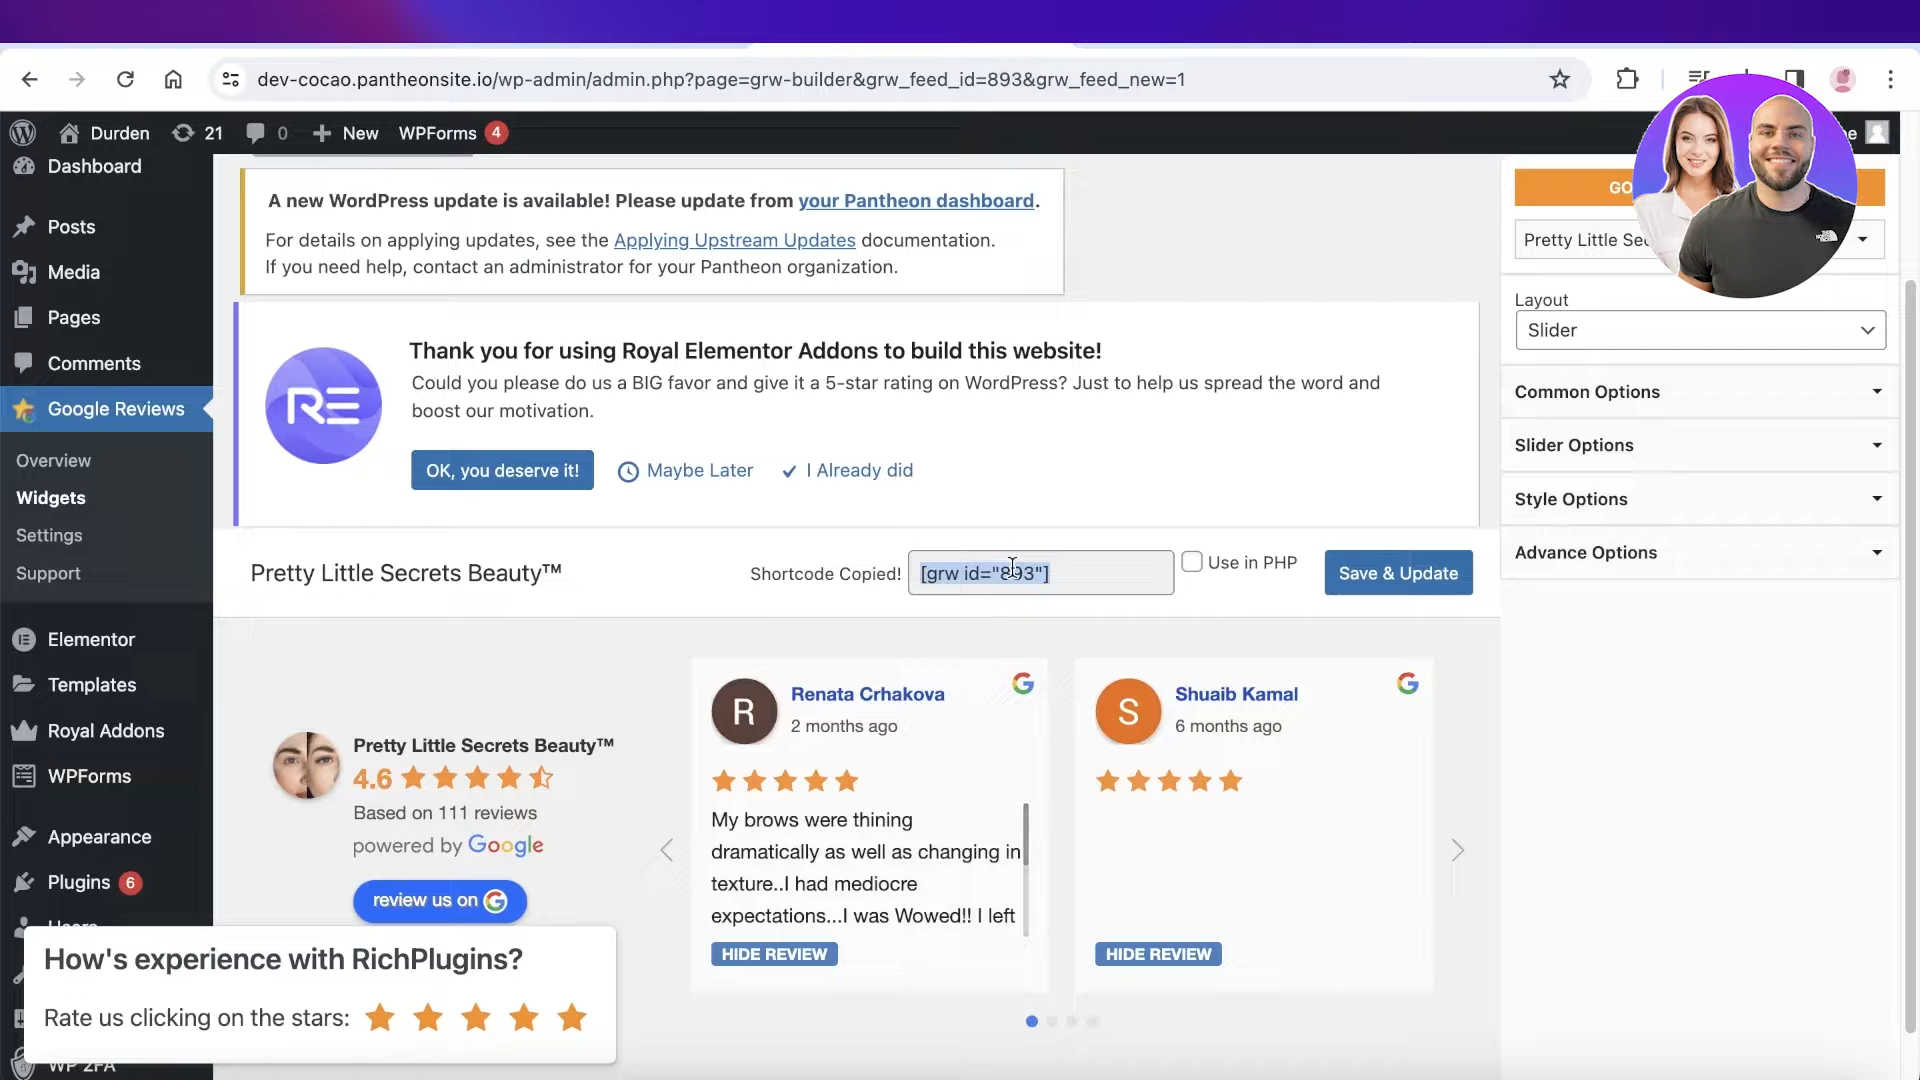 dev-cocao.pantheonsite.io/wp-admin/admin.php?page=grw-builder&grw_feed_id=893&grw_feed_new=1
Durden
21
0
New
WPForms 4
Dashboard
Posts
Media
Pages
Comments
Google Reviews
Overview
Widgets
Settings
Support
Elementor
Templates
Royal Addons
WPForms
Appearance
Plugins 6
A new WordPress update is available! Please update from your Pantheon dashboard.
For details on applying updates, see the Applying Upstream Updates documentation.
If you need help, contact an administrator for your Pantheon organization.
RE
Thank you for using Royal Elementor Addons to build this website!
Could you please do us a BIG favor and give it a 5-star rating on WordPress? Just to help us spread the word and
boost our motivation.
OK, you deserve it!
Maybe Later
I Already did
Pretty Little Secrets Beauty™
Shortcode Copied!
[grw id="893"]
Use in PHP
Save & Update
Pretty Little Secrets Beauty™
4.6
Based on 111 reviews
powered by Google
review us on G
R
Renata Crhakova
2 months ago
G
My brows were thining
dramatically as well as changing in
texture..I had mediocre
expectations...I was Wowed!! I left
HIDE REVIEW
S
Shuaib Kamal
6 months ago
G
HIDE REVIEW
Pretty Little
Layout
Slider
Common Options
Slider Options
Style Options
Advance Options
How's experience with RichPlugins?
Rate us clicking on the stars:
WP 2FA